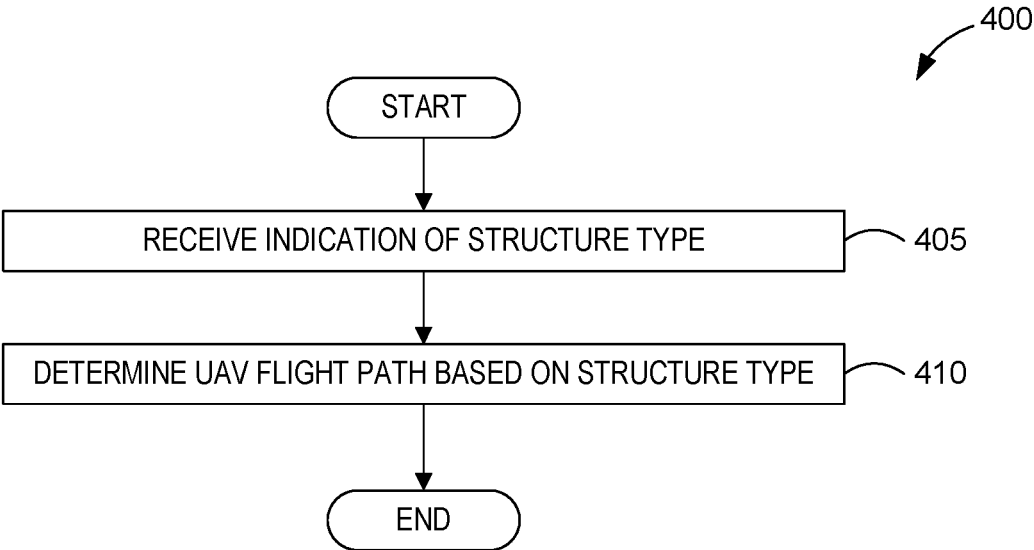 400
START
RECEIVE INDICATION OF STRUCTURE TYPE
405
DETERMINE UAV FLIGHT PATH BASED ON STRUCTURE TYPE
410
END